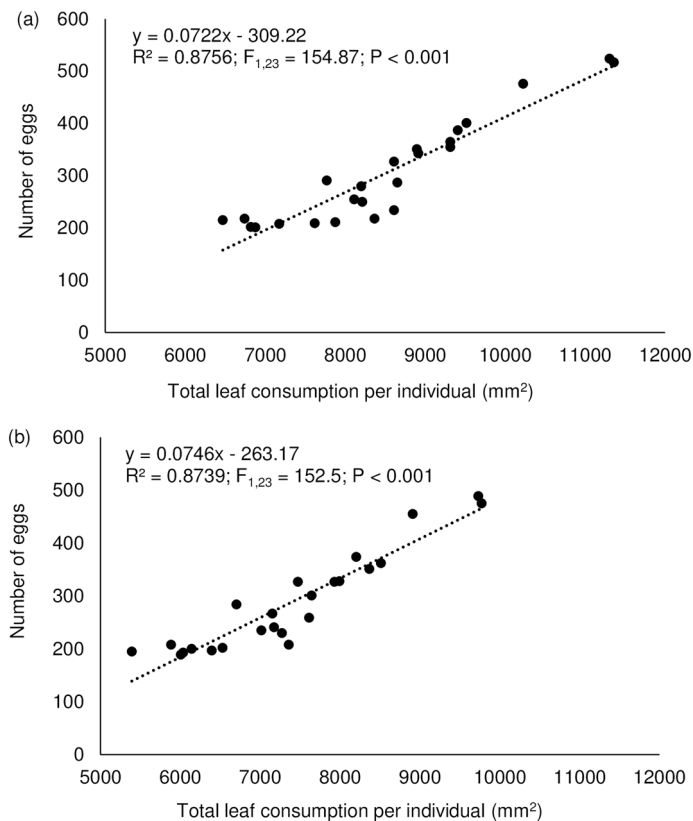 (a)
600
500
400
300
200
100
0
Number of eggs
y = 0.0722x - 309.22
R² = 0.8756; F₁,₂₃ = 154.87; P < 0.001
5000 6000 7000 8000 9000 10000 11000 12000
Total leaf consumption per individual (mm²)
(b)
600
500
400
300
200
100
0
Number of eggs
y = 0.0746x - 263.17
R² = 0.8739; F₁,₂₃ = 152.5; P < 0.001
5000 6000 7000 8000 9000 10000 11000 12000
Total leaf consumption per individual (mm²)